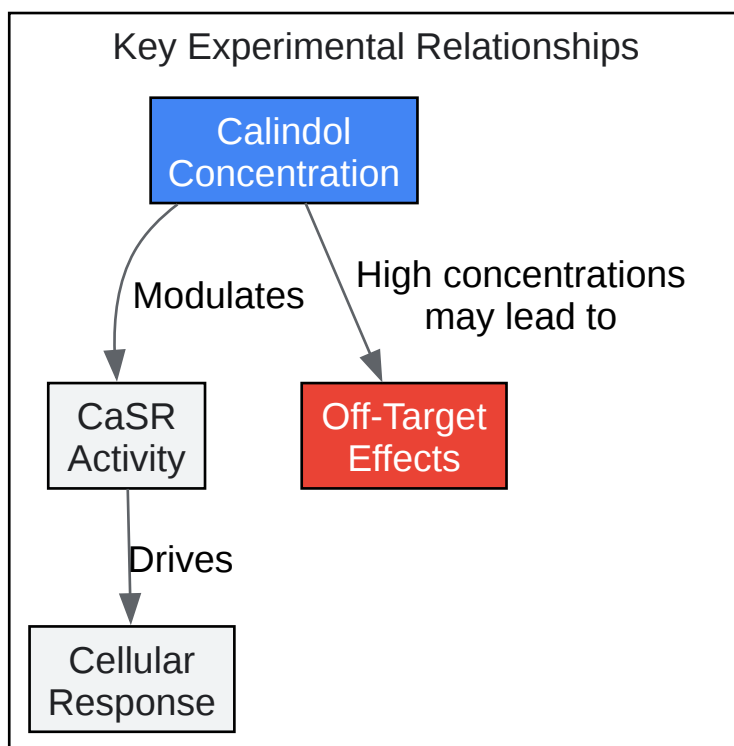 Key Experimental Relationships
Calindol
Concentration
Modulates
High concentrations
may lead to
CaSR
Activity
Off-Target
Effects
Drives
Cellular
Response